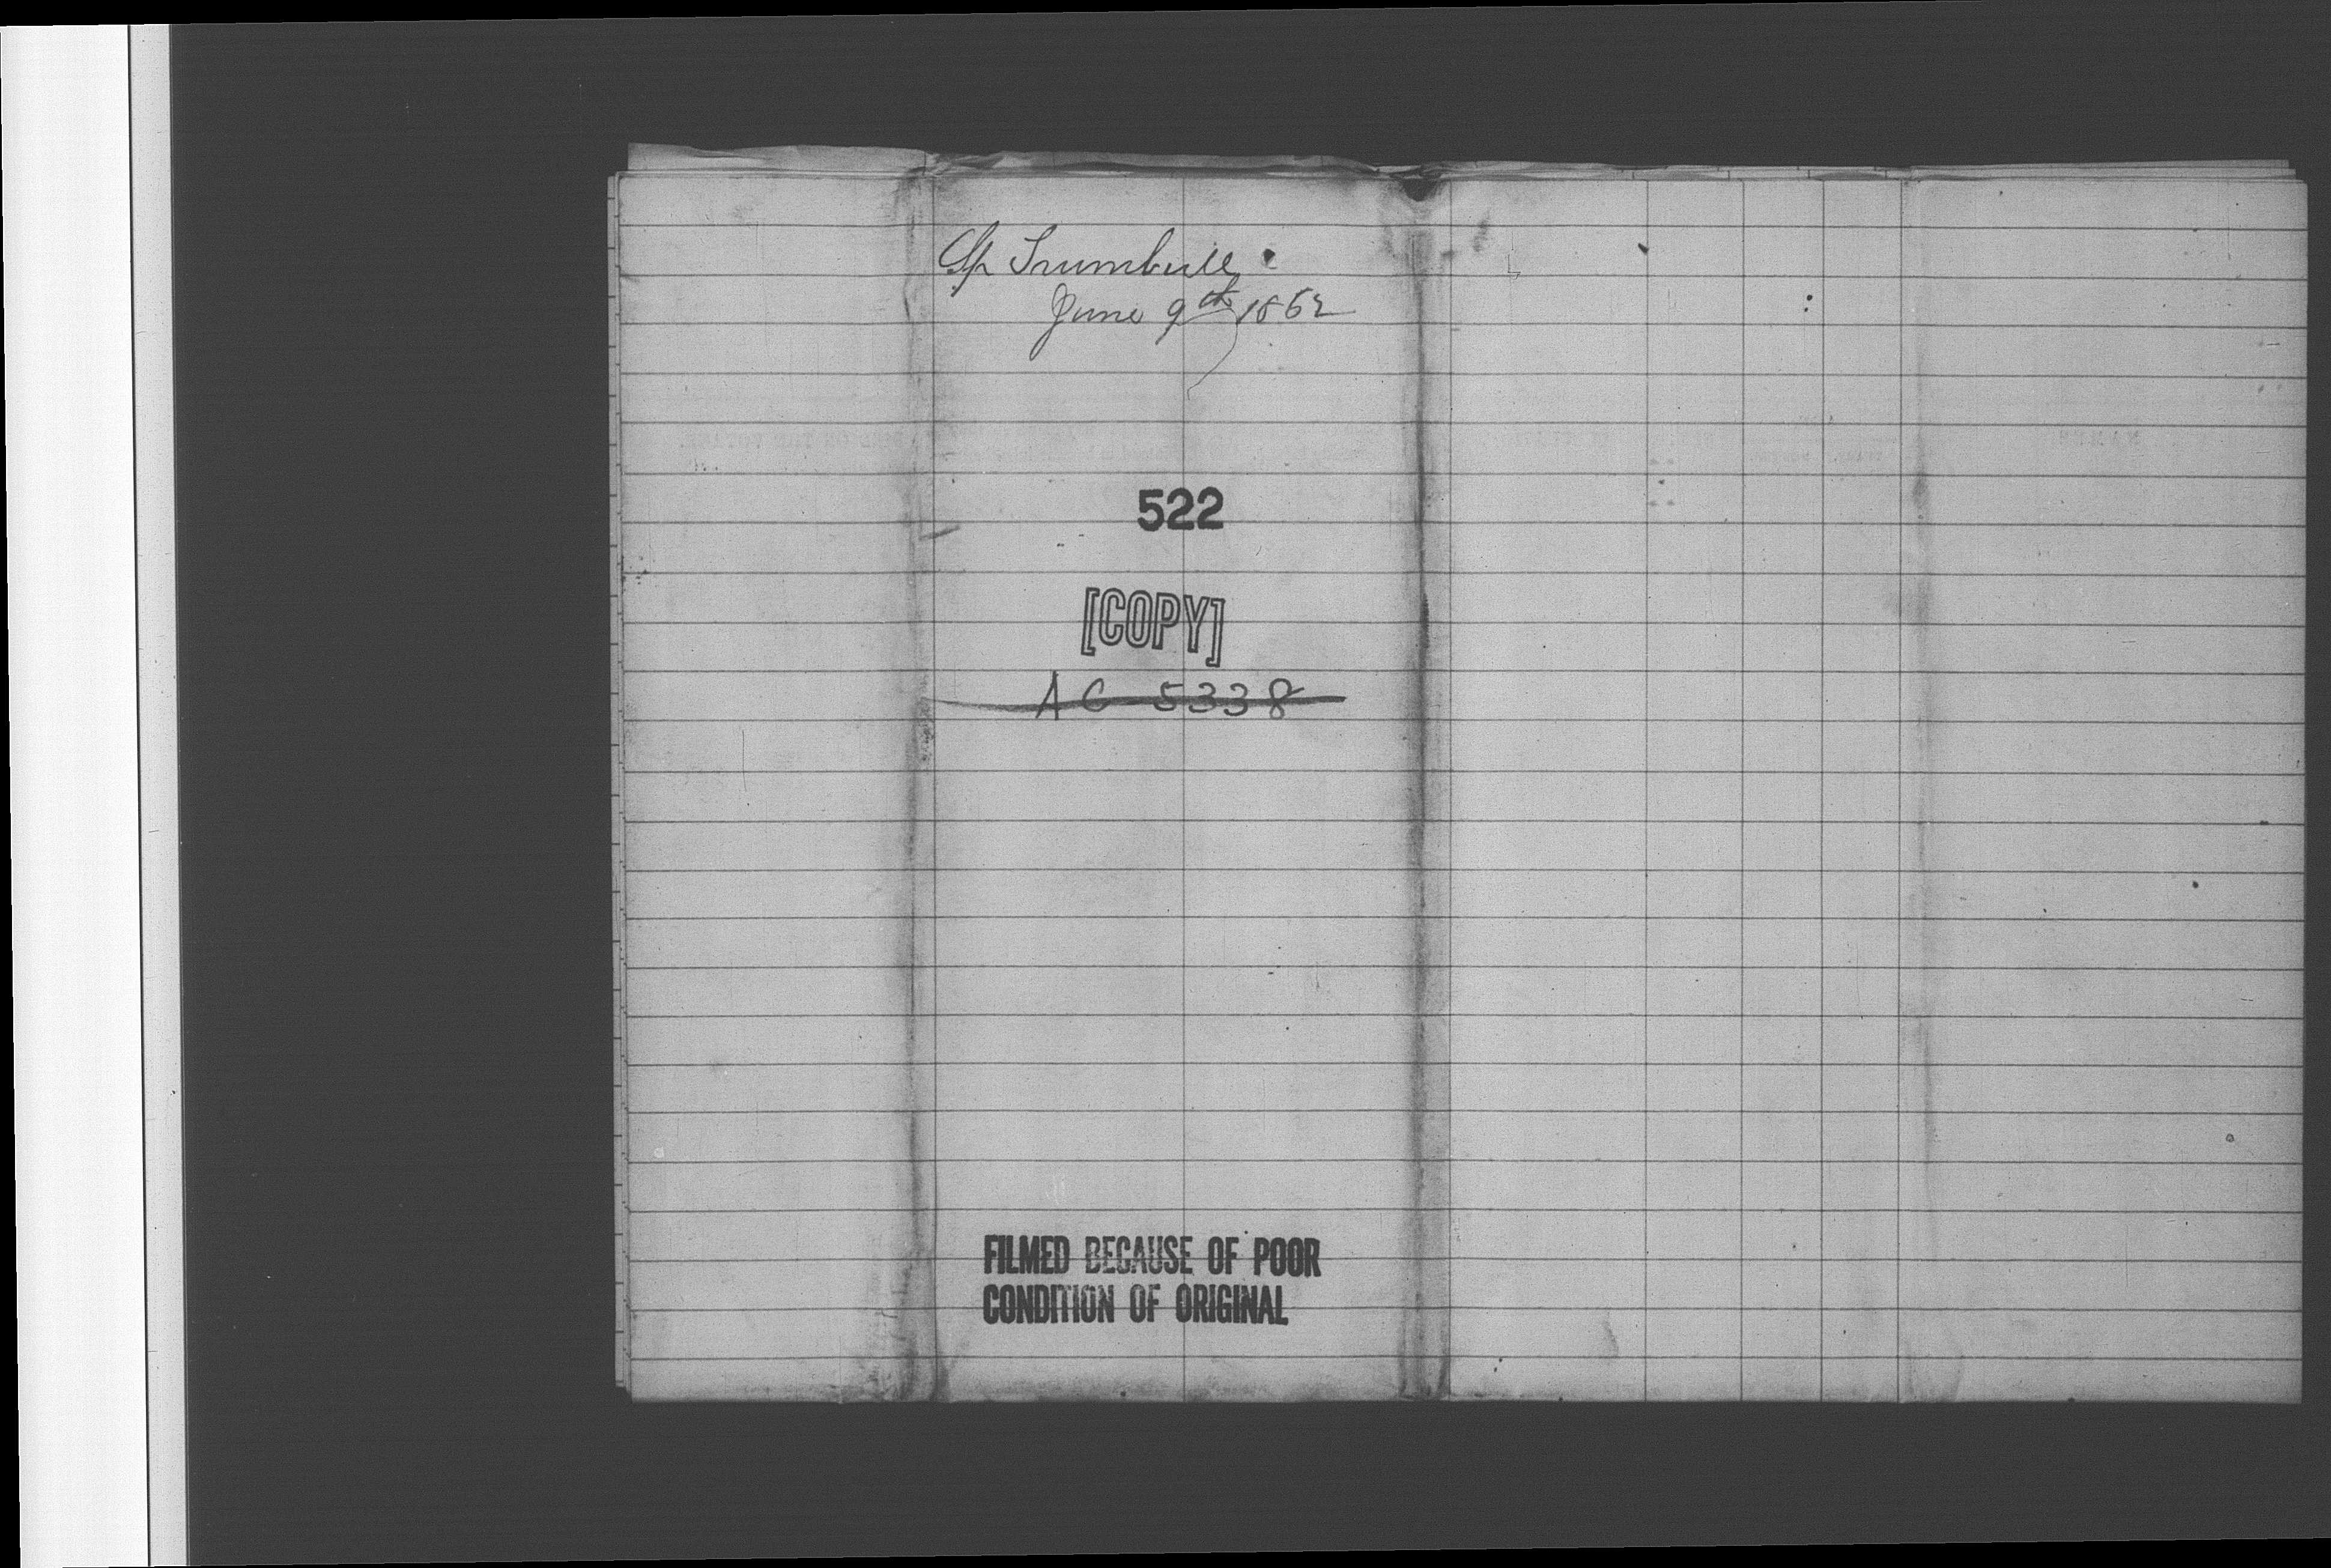 Sp Trumbull
June 9th 1862
522
[COPY]
AC 5338
FILMED BECAUSE OF POOR
CONDITION OF ORIGINAL